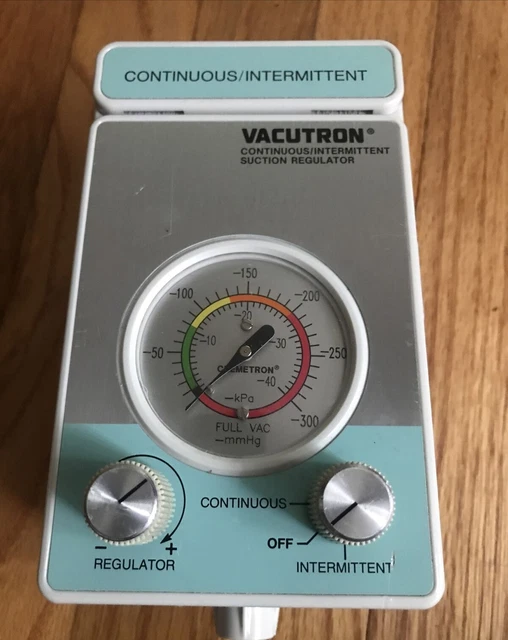 CONTINUOUS/INTERMITTENT
VACUTRON®
CONTINUOUS/INTERMITTENT
SUCTION REGULATOR
-150
-100
-200
-20
-10
-30
-50
-250
CHEMETRON®
-40
-kPa
-300
FULL VAC
-mmHg
CONTINUOUS
OFF
- +
REGULATOR
INTERMITTENT